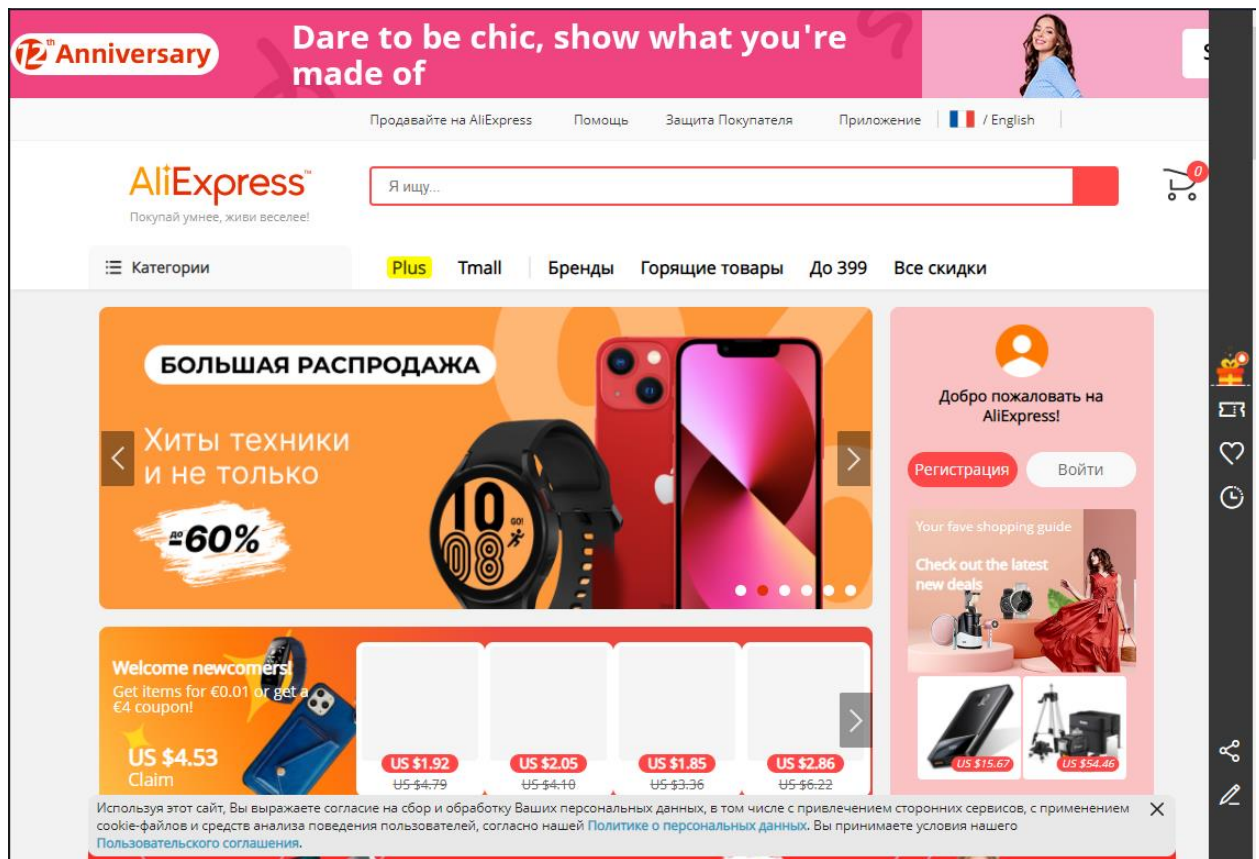 12th Anniversary
Dare to be chic, show what you're
made of
Продавайте на AliExpress Помощь Защита Покупателя Приложение / English
AliExpress™
Я ищу...
0
Покупай умнее, живи веселее!
Категории Plus Tmall Бренды Горящие товары До 399 Все скидки
БОЛЬШАЯ РАСПРОДАЖА
Хиты техники
и не только
до
-60%
10
08
GO!
Добро пожаловать на
AliExpress!
Регистрация Войти
Your fave shopping guide
Check out the latest
new deals
US $15.67 US $54.46
Welcome newcomers!
Get items for €0.01 or get a
€4 coupon!
US $4.53
Claim
US $1.92 US $2.05 US $1.85 US $2.86
US $4.79 US $4.10 US $3.36 US $6.22
Используя этот сайт, Вы выражаете согласие на сбор и обработку Ваших персональных данных, в том числе с привлечением сторонних сервисов, с применением
cookie-файлов и средств анализа поведения пользователей, согласно нашей Политике о персональных данных. Вы принимаете условия нашего
Пользовательского соглашения.